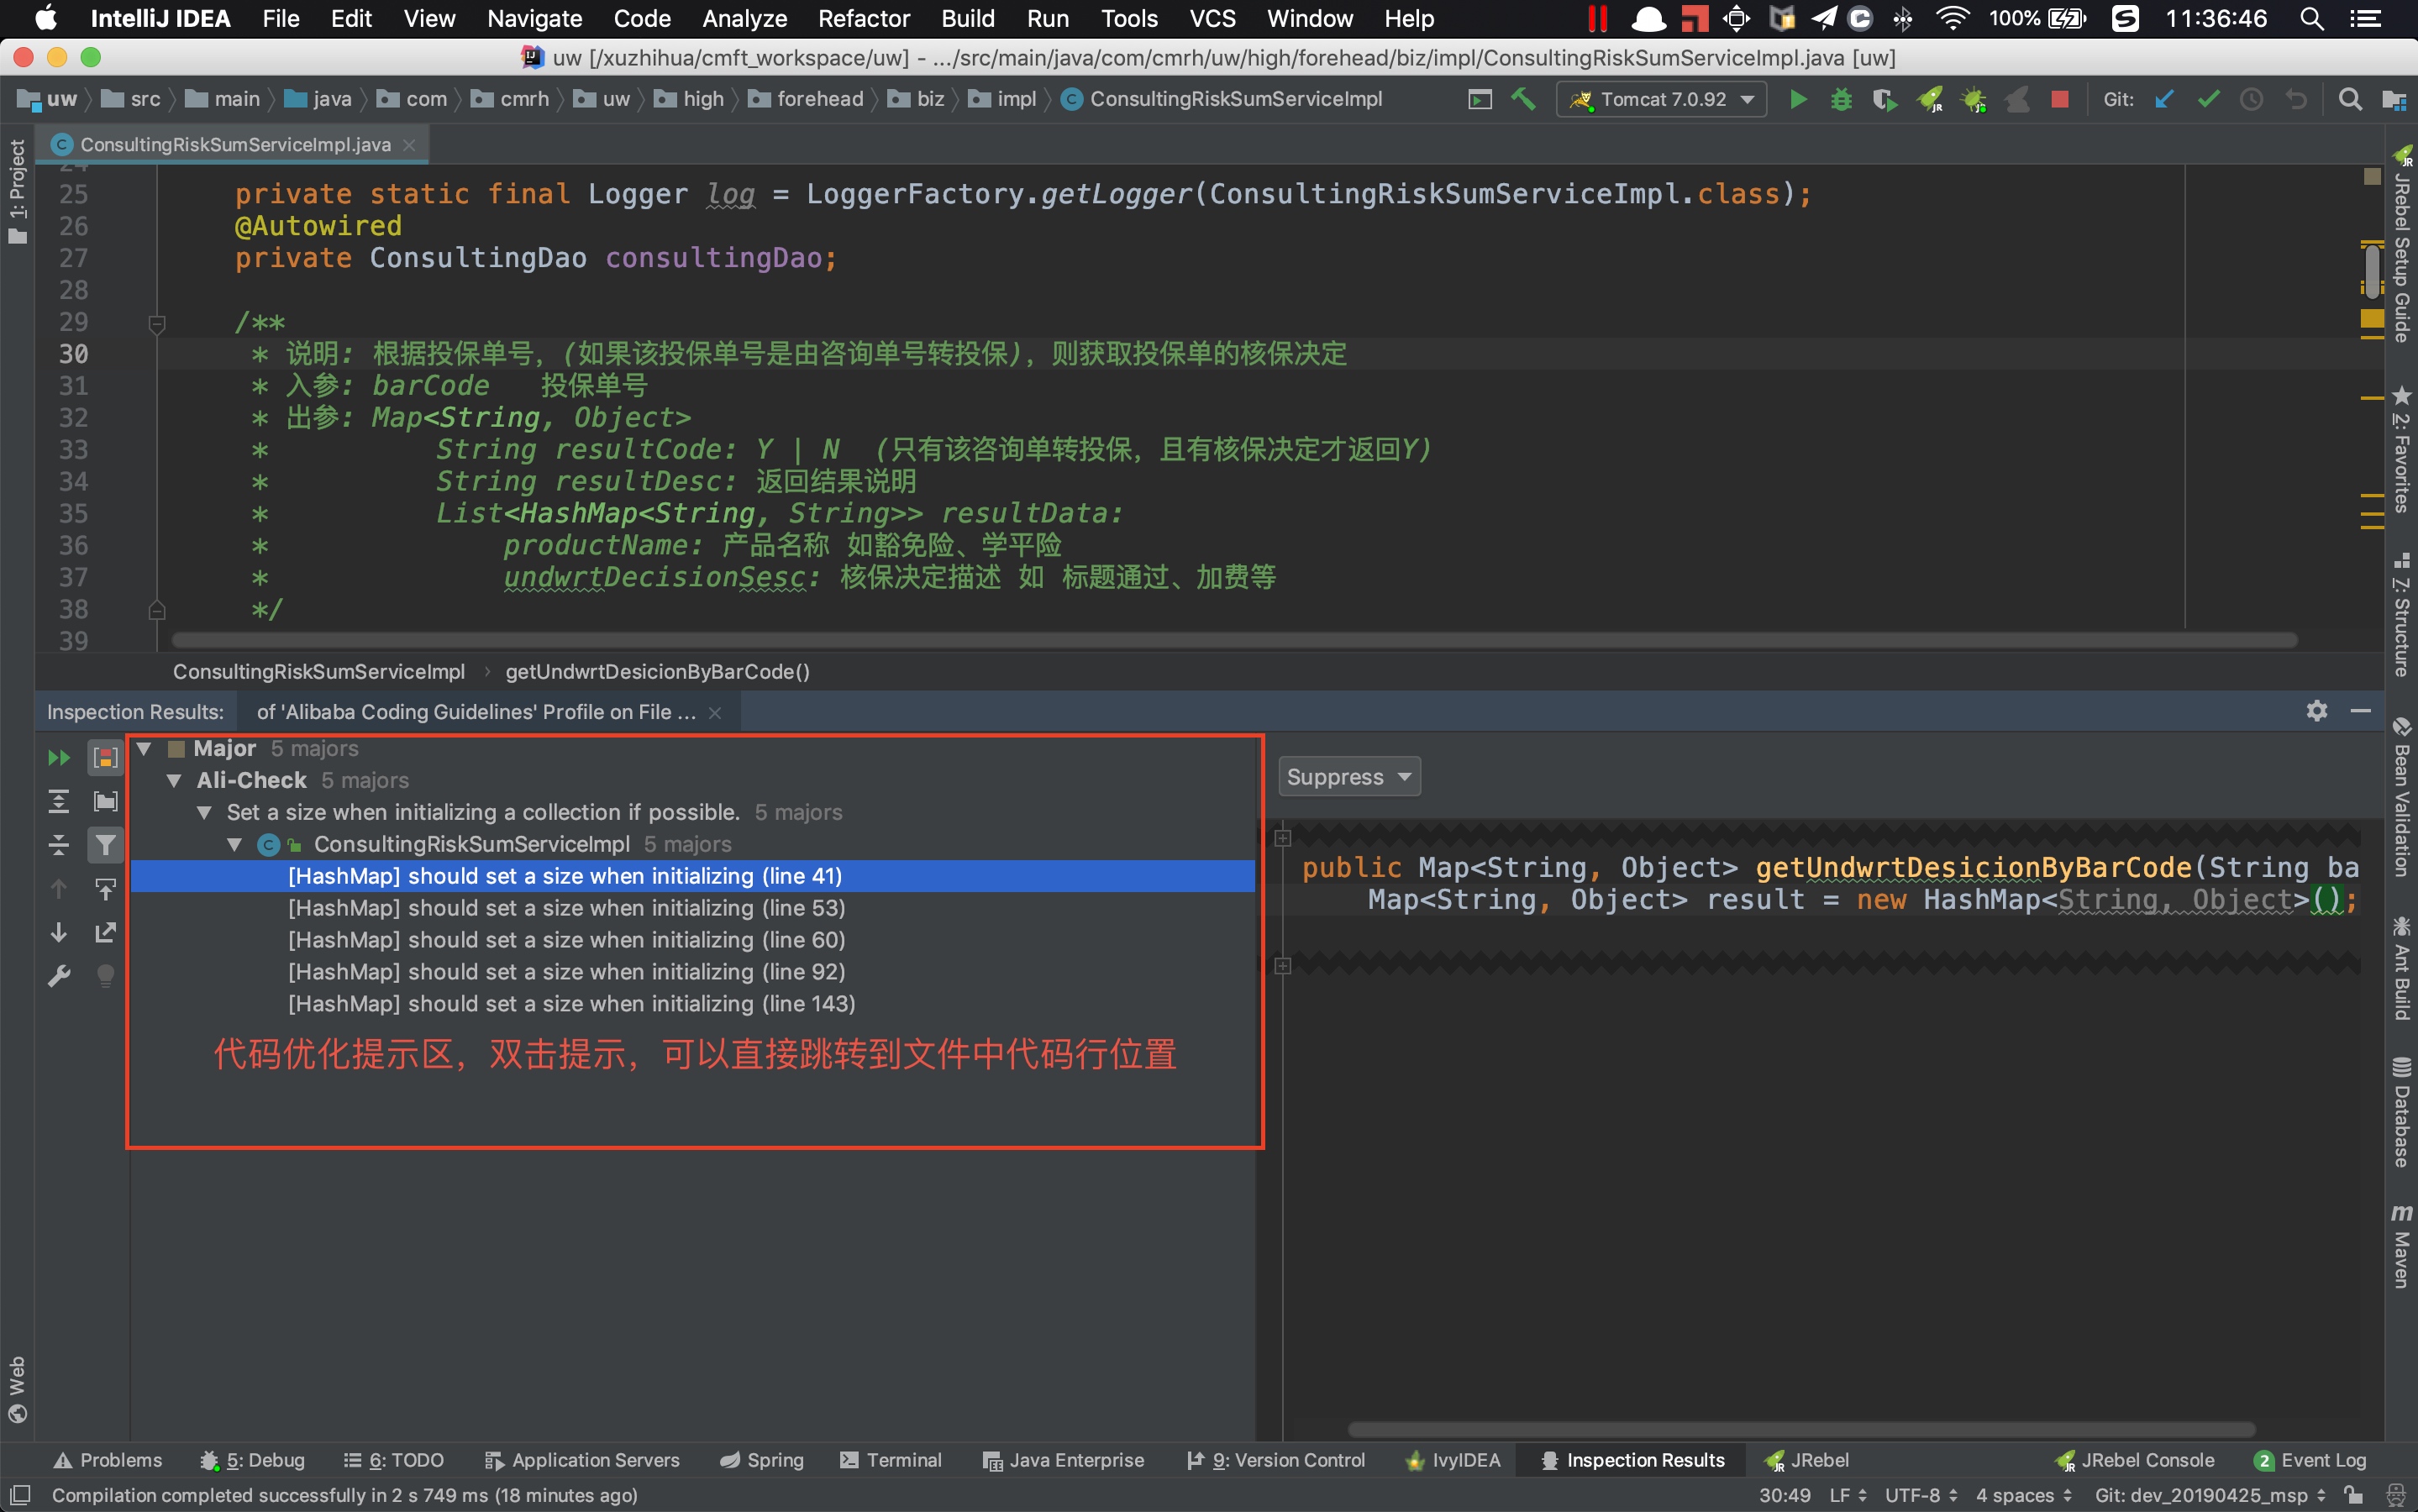 IntelliJ IDEA File Edit View Navigate Code Analyze Refactor Build Run Tools VCS Window Help 100% 11:36:46
uw [/xuzhihua/cmft_workspace/uw] - .../src/main/java/com/cmrh/uw/high/forehead/biz/impl/ConsultingRiskSumServiceImpl.java [uw]
uw src main java com cmrh uw high forehead biz impl ConsultingRiskSumServiceImpl Tomcat 7.0.92 Git:
ConsultingRiskSumServiceImpl.java
1: Project
24
25 private static final Logger log = LoggerFactory.getLogger(ConsultingRiskSumServiceImpl.class);
26 @Autowired
27 private ConsultingDao consultingDao;
28
29 /**
30 * 说明: 根据投保单号, (如果该投保单号是由咨询单号转投保), 则获取投保单的核保决定
31 * 入参: barCode 投保单号
32 * 出参: Map<String, Object>
33 * String resultCode: Y | N (只有该咨询单转投保, 且有核保决定才返回Y)
34 * String resultDesc: 返回结果说明
35 * List<HashMap<String, String>> resultData:
36 * productName: 产品名称 如豁免险、学平险
37 * undwrtDecisionSesc: 核保决定描述 如 标题通过、加费等
38 */
39
ConsultingRiskSumServiceImpl › getUndwrtDesicionByBarCode()
Inspection Results: of 'Alibaba Coding Guidelines' Profile on File ...
Major 5 majors
Ali-Check 5 majors
Set a size when initializing a collection if possible. 5 majors
ConsultingRiskSumServiceImpl 5 majors
[HashMap] should set a size when initializing (line 41)
[HashMap] should set a size when initializing (line 53)
[HashMap] should set a size when initializing (line 60)
[HashMap] should set a size when initializing (line 92)
[HashMap] should set a size when initializing (line 143)
代码优化提示区, 双击提示, 可以直接跳转到文件中代码行位置
Suppress
public Map<String, Object> getUndwrtDesicionByBarCode(String ba
Map<String, Object> result = new HashMap<String, Object>();
JRebel Setup Guide
2: Favorites
7: Structure
Bean Validation
Ant Build
Database
Maven
Web
Problems 5: Debug 6: TODO Application Servers Spring Terminal Java Enterprise 9: Version Control IvyIDEA Inspection Results JRebel JRebel Console 2 Event Log
Compilation completed successfully in 2 s 749 ms (18 minutes ago) 30:49 LF UTF-8 4 spaces Git: dev_20190425_msp